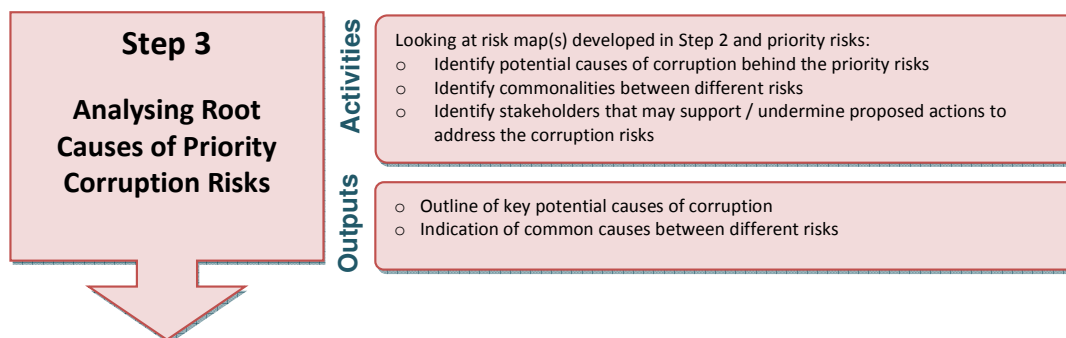 Step 3
Analysing Root
Causes of Priority
Corruption Risks
Activities
Looking at risk map(s) developed in Step 2 and priority risks:
o Identify potential causes of corruption behind the priority risks
o Identify commonalities between different risks
o Identify stakeholders that may support / undermine proposed actions to
address the corruption risks
Outputs
o Outline of key potential causes of corruption
o Indication of common causes between different risks